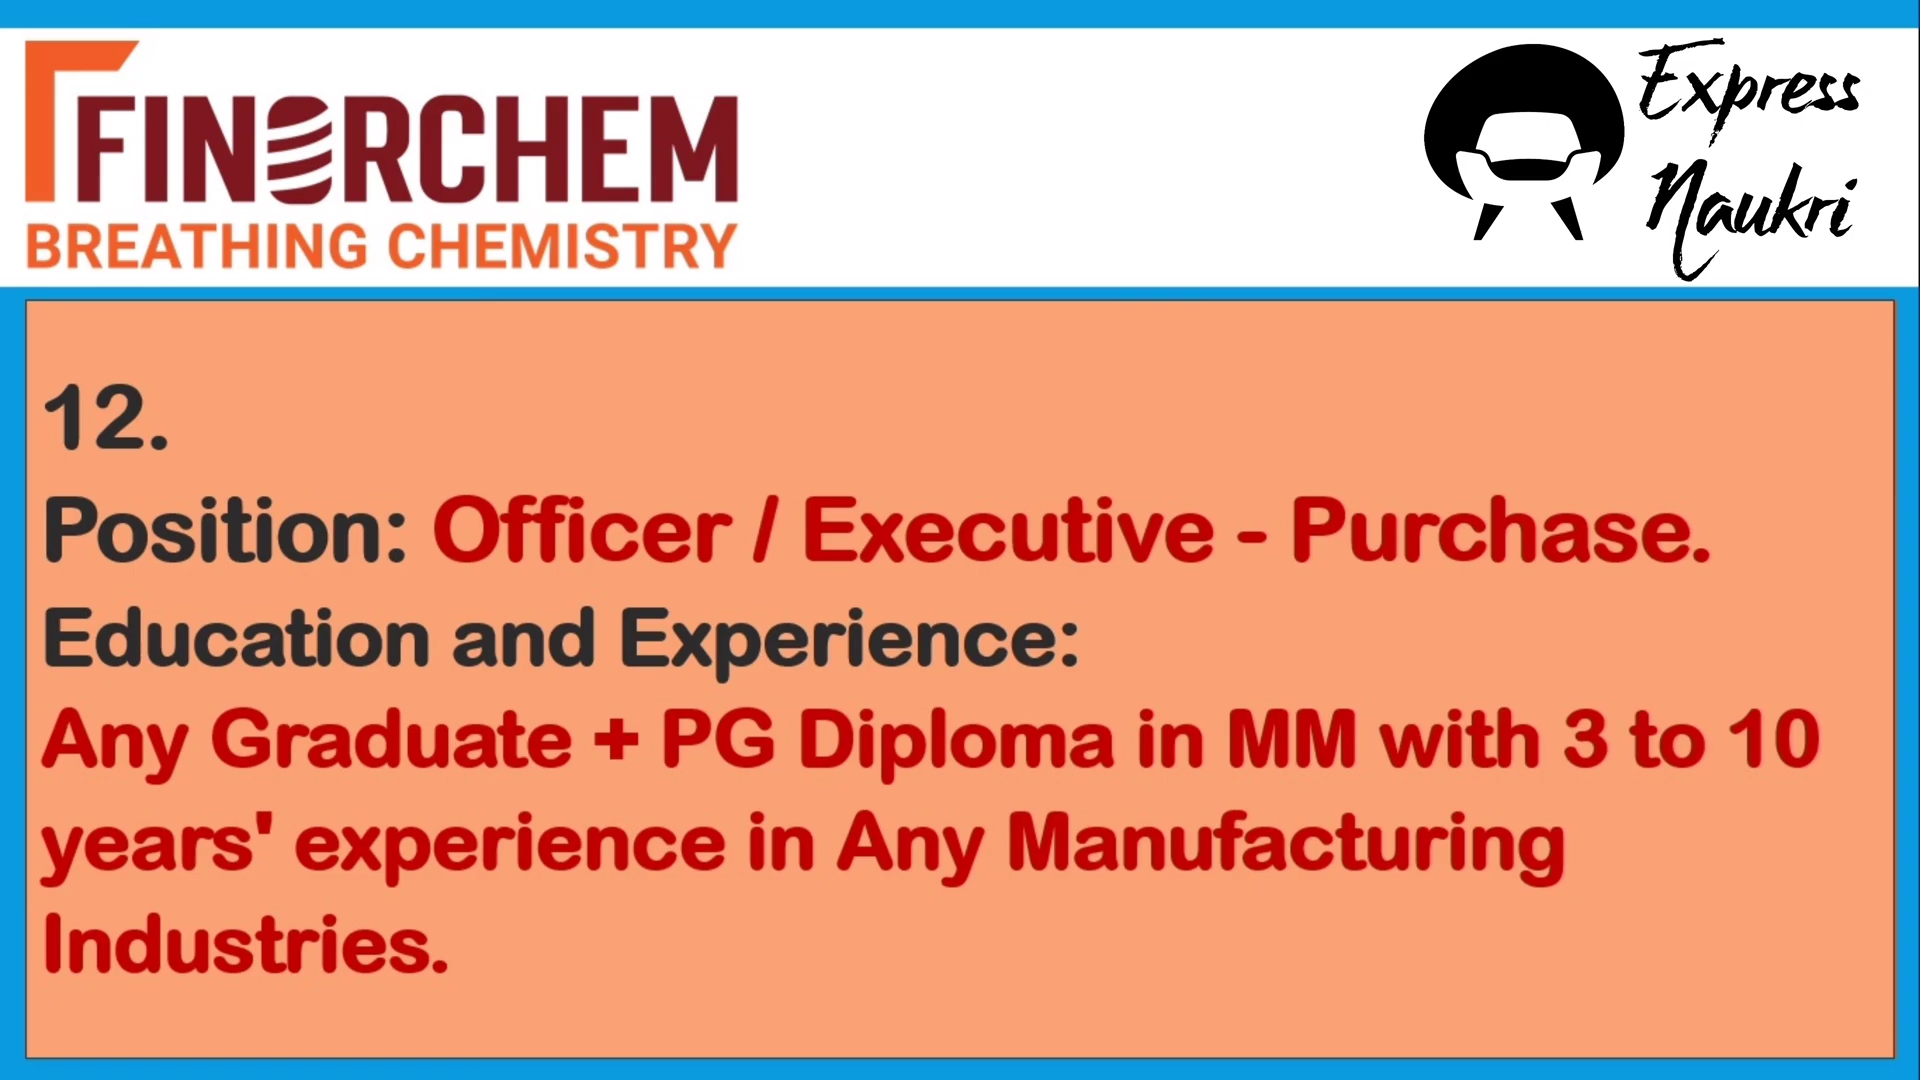 FINORCHEM
BREATHING CHEMISTRY
Express
Naukri
12.
Position: Officer / Executive - Purchase.
Education and Experience:
Any Graduate + PG Diploma in MM with 3 to 10
years' experience in Any Manufacturing
Industries.